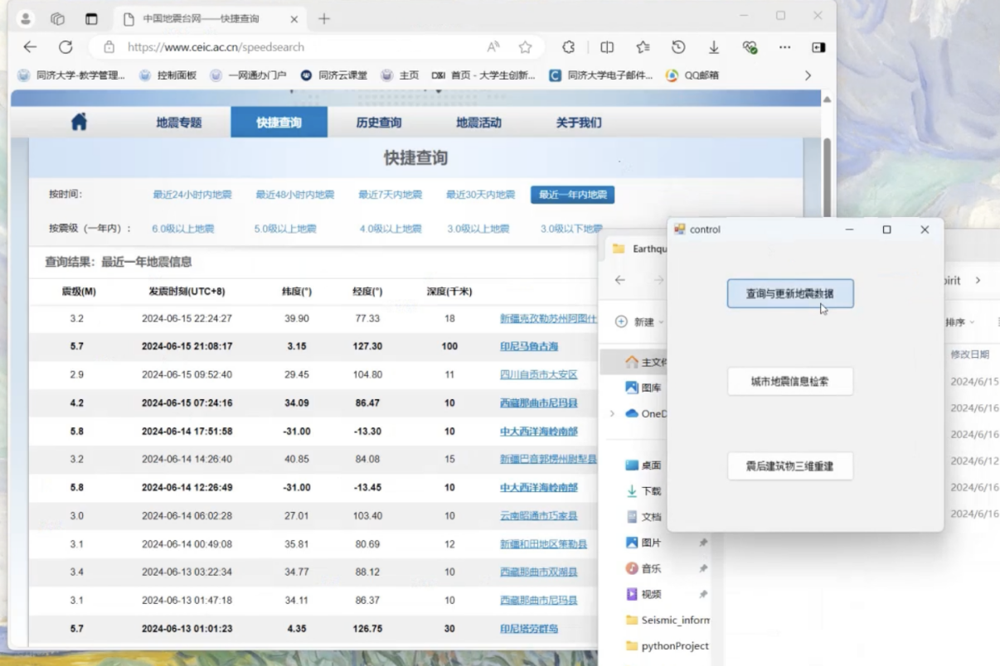 中国地震台网——快捷查询
https://www.ceic.ac.cn/speedsearch
同济大学-教学管理... 控制面板 一网通办门户 同济云课堂 主页 首页 - 大学生创新... 同济大学电子邮件... QQ邮箱
地震专题 快捷查询 历史查询 地震活动 关于我们
快捷查询
按时间: 最近24小时内地震 最近48小时内地震 最近7天内地震 最近30天内地震 最近一年内地震
按震级（一年内）: 6.0级以上地震 5.0级以上地震 4.0级以上地震 3.0级以上地震 3.0级以下地震
查询结果: 最近一年地震信息
震级(M) 发震时刻(UTC+8) 纬度(°) 经度(°) 深度(千米)
3.2 2024-06-15 22:24:27 39.90 77.33 18 新疆克孜勒苏州阿图什
5.7 2024-06-15 21:08:17 3.15 127.30 100 印尼马鲁古海
2.9 2024-06-15 09:52:40 29.45 104.80 11 四川自贡市大安区
4.2 2024-06-15 07:24:16 34.09 86.47 10 西藏那曲市尼玛县
5.8 2024-06-14 17:51:58 -31.00 -13.30 10 中大西洋海岭南部
3.2 2024-06-14 14:26:40 40.85 84.08 15 新疆巴音郭楞州尉犁县
5.8 2024-06-14 12:26:49 -31.00 -13.45 10 中大西洋海岭南部
3.0 2024-06-14 06:02:28 27.01 103.40 10 云南昭通市巧家县
3.1 2024-06-14 00:49:08 35.81 80.69 12 新疆和田地区策勒县
3.4 2024-06-13 03:22:34 34.77 88.12 10 西藏那曲市双湖县
3.1 2024-06-13 01:47:18 34.11 86.37 10 西藏那曲市尼玛县
5.7 2024-06-13 01:01:23 4.35 126.75 30 印尼塔劳群岛
control
查询与更新地震数据
城市地震信息检索
震后建筑物三维重建
Earthqu
pirit
新建 排序
修改日期
主文件
图库
OneD
桌面
下载
文档
图片
音乐
视频
Seismic_inform
pythonProject
2024/6/15
2024/6/16
2024/6/16
2024/6/12
2024/6/16
2024/6/16